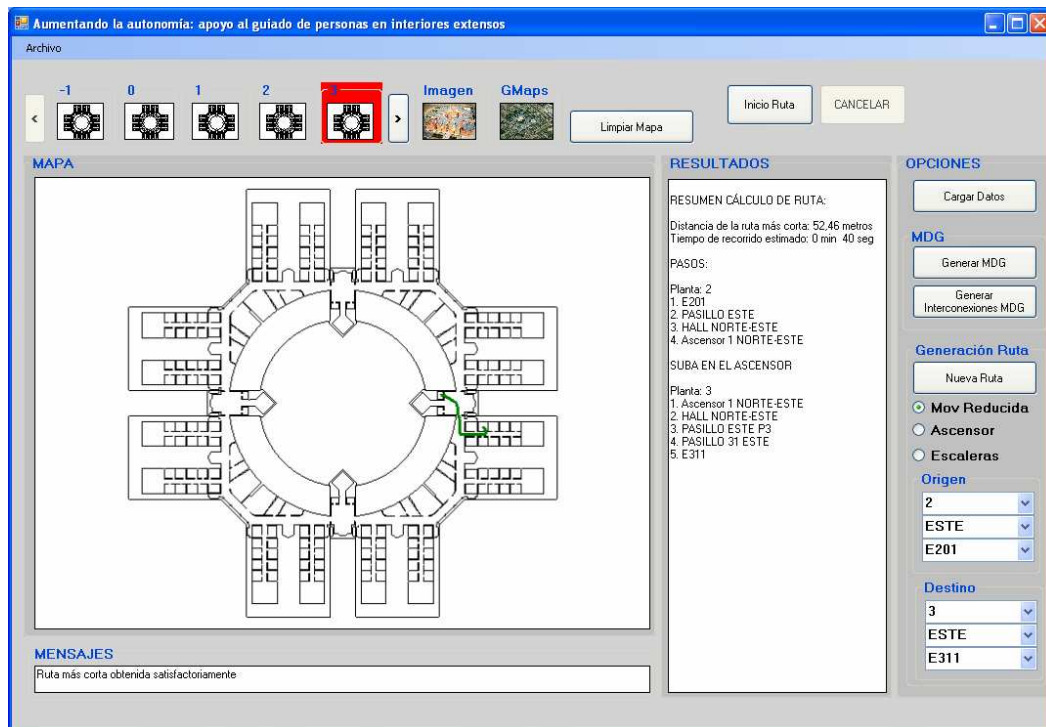 Aumentando la autonomía: apoyo al guiado de personas en interiores extensos
Archivo
-1
0
1
2
3
Imagen
GMaps
<
>
Limpiar Mapa
Inicio Ruta
CANCELAR
MAPA
RESULTADOS
RESUMEN CÁLCULO DE RUTA:
Distancia de la ruta más corta: 52,46 metros
Tiempo de recorrido estimado: 0 min 40 seg
PASOS:
Planta: 2
1. E201
2. PASILLO ESTE
3. HALL NORTE-ESTE
4. Ascensor 1 NORTE-ESTE
SUBA EN EL ASCENSOR
Planta: 3
1. Ascensor 1 NORTE-ESTE
2. HALL NORTE-ESTE
3. PASILLO ESTE P3
4. PASILLO 31 ESTE
5. E311
OPCIONES
Cargar Datos
MDG
Generar MDG
Generar
Interconexiones MDG
Generación Ruta
Nueva Ruta
Mov Reducida
Ascensor
Escaleras
Origen
2
ESTE
E201
Destino
3
ESTE
E311
MENSAJES
Ruta más corta obtenida satisfactoriamente